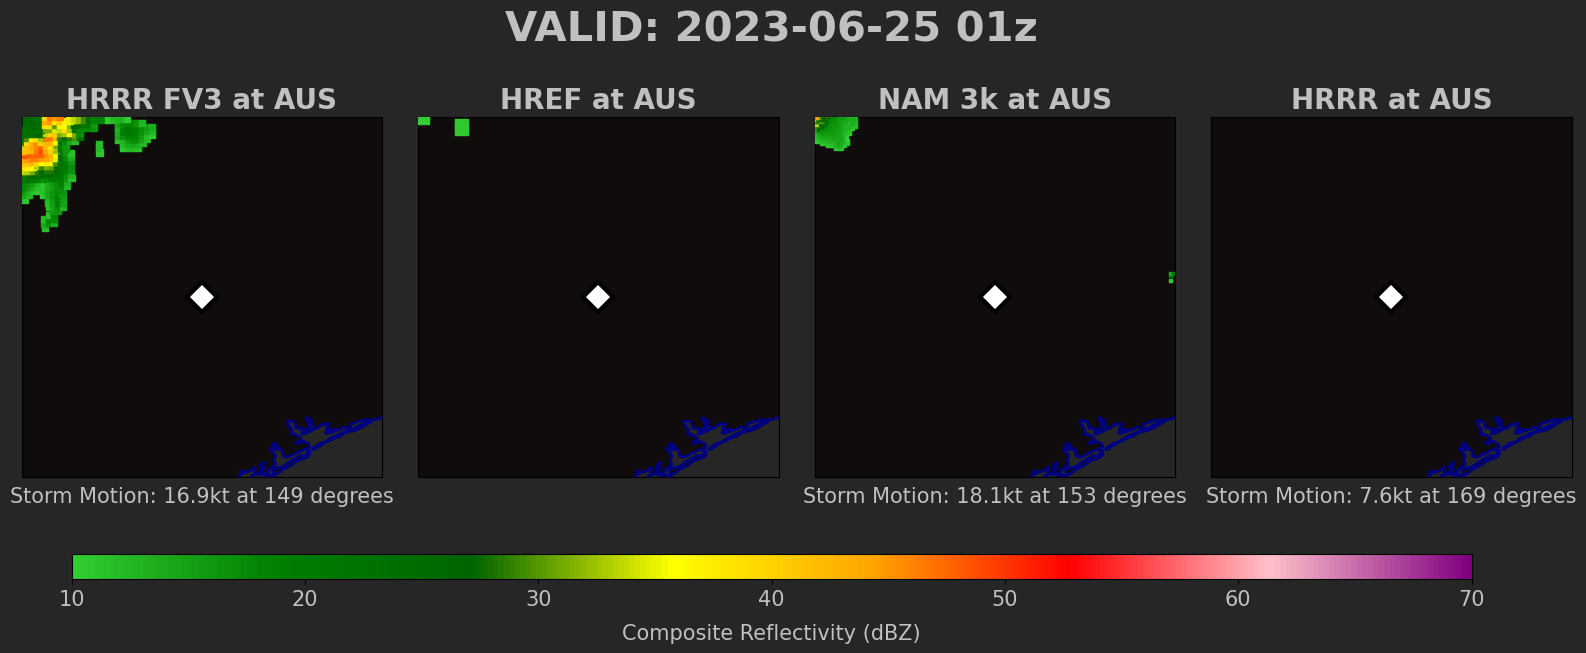 VALID: 2023-06-25 01z
HRRR FV3 at AUS
HREF at AUS
NAM 3k at AUS
HRRR at AUS
Storm Motion: 16.9kt at 149 degrees
Storm Motion: 18.1kt at 153 degrees
Storm Motion: 7.6kt at 169 degrees
10 20 30 40 50 60 70
Composite Reflectivity (dBZ)